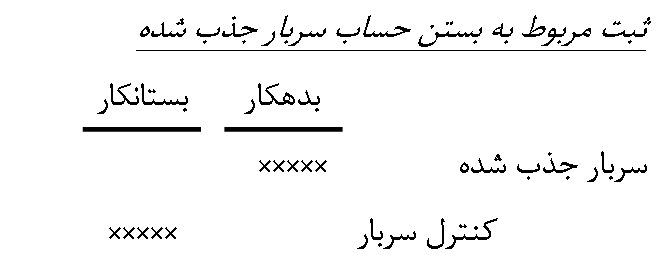 ثبت مربوط به بستن حساب سربار جذب شده
بدهکار بستانکار
سربار جذب شده ×××××
کنترل سربار ×××××